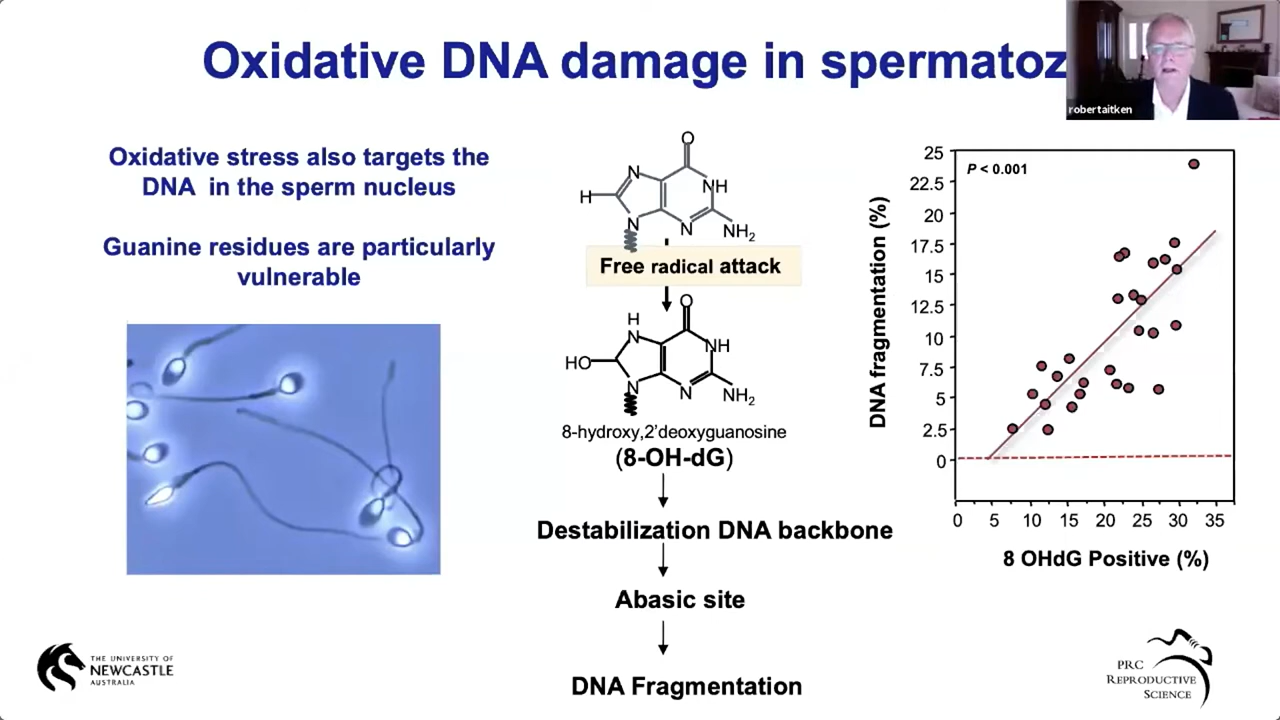 Oxidative DNA damage in spermatoz
robertaitken
Oxidative stress also targets the
DNA in the sperm nucleus
Guanine residues are particularly
vulnerable
O
N
NH
H
N
N
NH2
Free radical attack
O
H
N
NH
HO
N
N
NH2
8-hydroxy,2'deoxyguanosine
(8-OH-dG)
Destabilization DNA backbone
Abasic site
DNA Fragmentation
P < 0.001
DNA fragmentation (%)
25
22.5
20
17.5
15
12.5
10
7.5
5
2.5
0
0 5 10 15 20 25 30 35
8 OHdG Positive (%)
THE UNIVERSITY OF
NEWCASTLE
AUSTRALIA
PRC
REPRODUCTIVE
SCIENCE